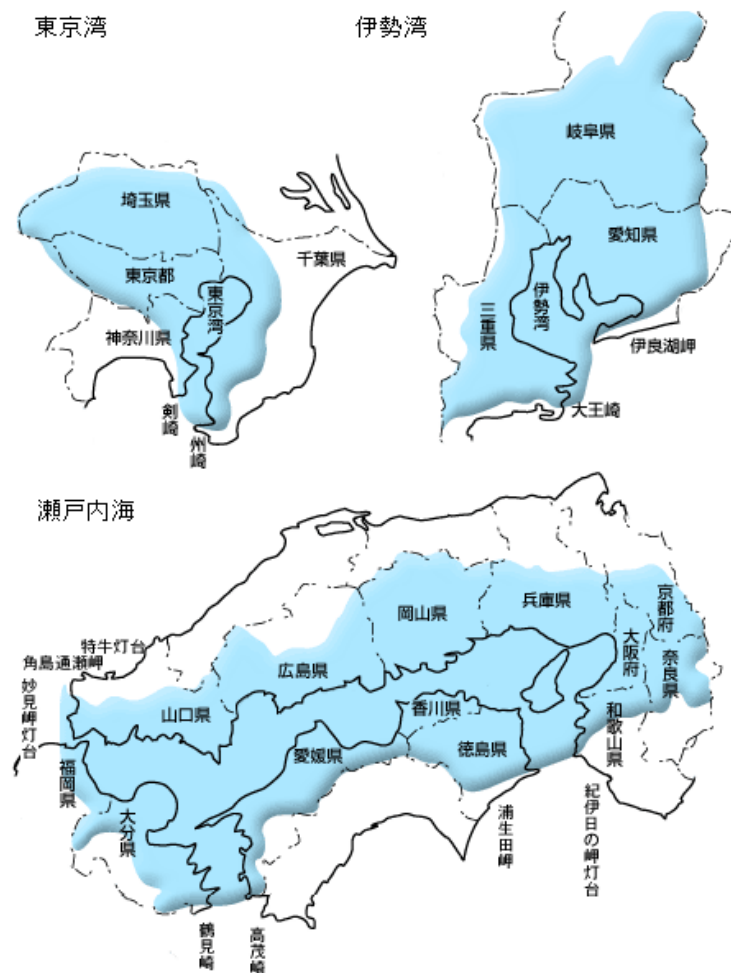 東京湾
埼玉県
東京都
東京湾
千葉県
神奈川県
剣崎
州崎
伊勢湾
岐阜県
愛知県
伊勢湾
三重県
伊良湖岬
大王崎
瀬戸内海
岡山県
兵庫県
京都府
大阪府
奈良県
特牛灯台
角島通瀬岬
妙見岬灯台
広島県
山口県
香川県
和歌山県
愛媛県
徳島県
福岡県
大分県
浦生田岬
紀伊日の岬灯台
鶴見崎
高茂崎